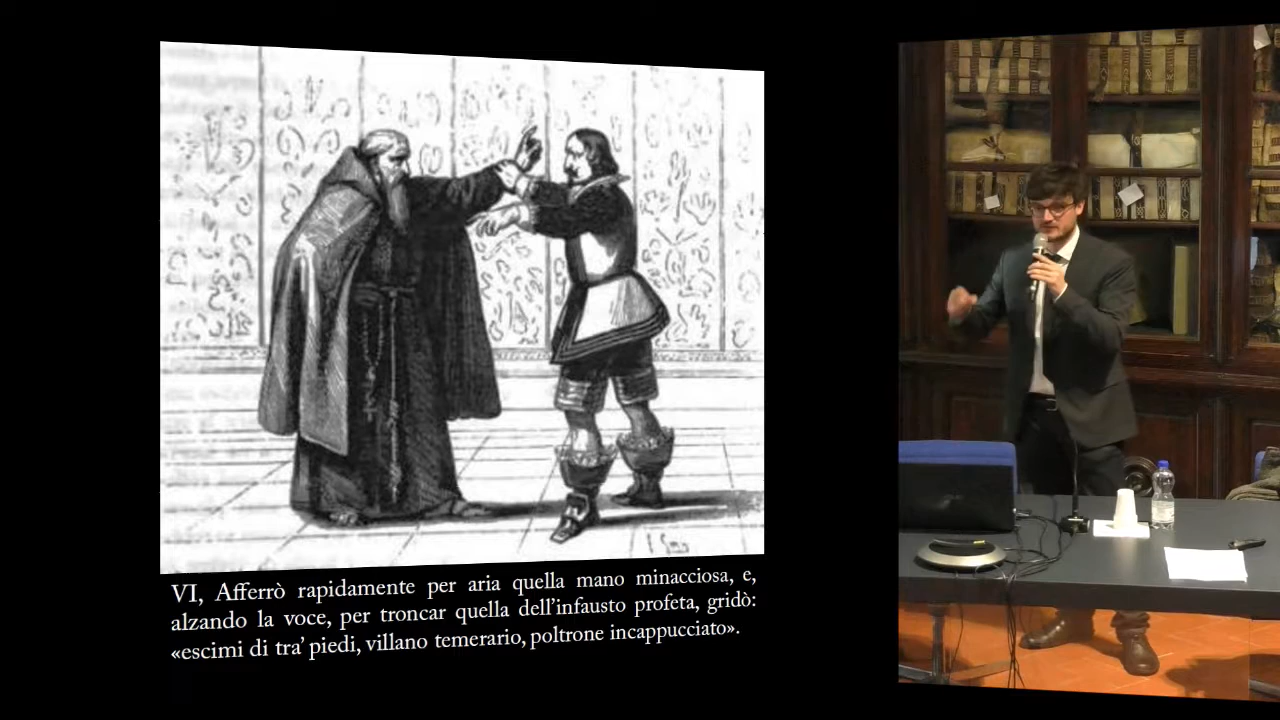 VI, Afferrò rapidamente per aria quella mano minacciosa, e,
alzando la voce, per troncar quella dell’infausto profeta, gridò:
«escimi di tra’ piedi, villano temerario, poltrone incappucciato».